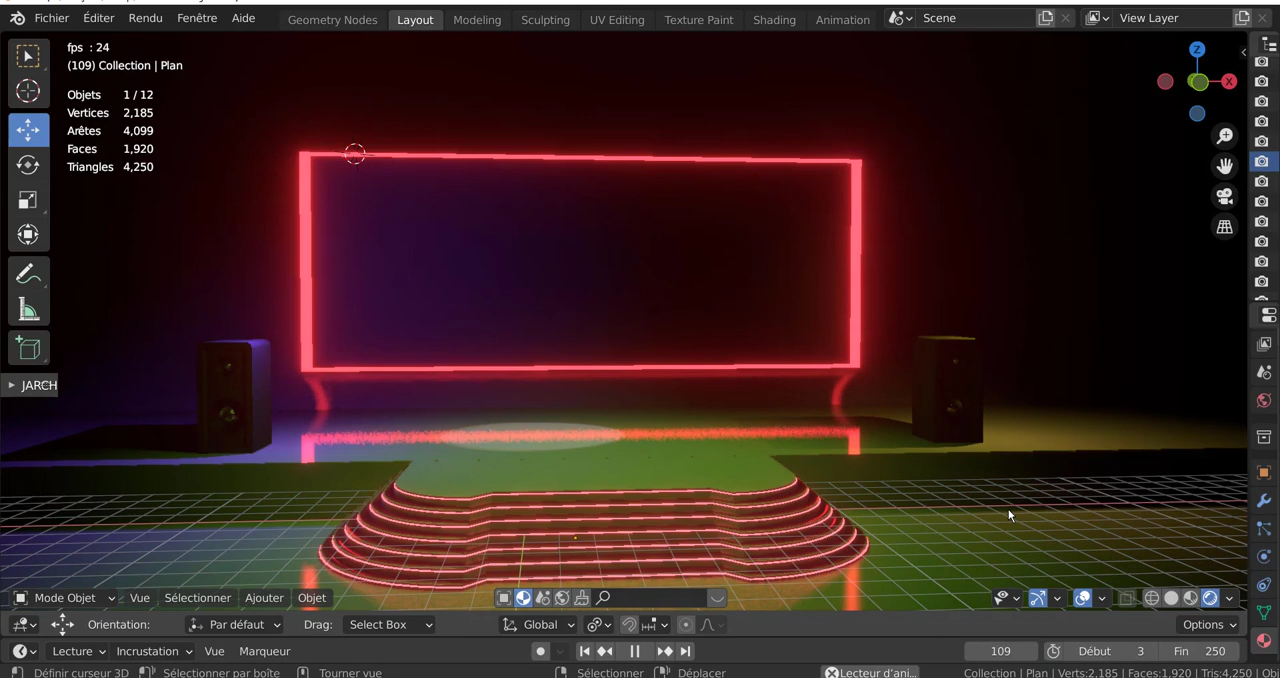 Fichier Éditer Rendu Fenêtre Aide Geometry Nodes Layout Modeling Sculpting UV Editing Texture Paint Shading Animation Scene View Layer
fps : 24
(109) Collection | Plan
Objets 1 / 12
Vertices 2,185
Arêtes 4,099
Faces 1,920
Triangles 4,250
Z
X
JARCH
Mode Objet Vue Sélectionner Ajouter Objet
Orientation: Par défaut Drag: Select Box Global Options
Lecture Incrustation Vue Marqueur 109 Début 3 Fin 250
Définir curseur 3D Sélectionner par boîte Tourner vue Sélectionner Déplacer Lecteur d'ani... Collection | Plan | Verts:2,185 | Faces:1,920 | Tris:4,250 | Obj